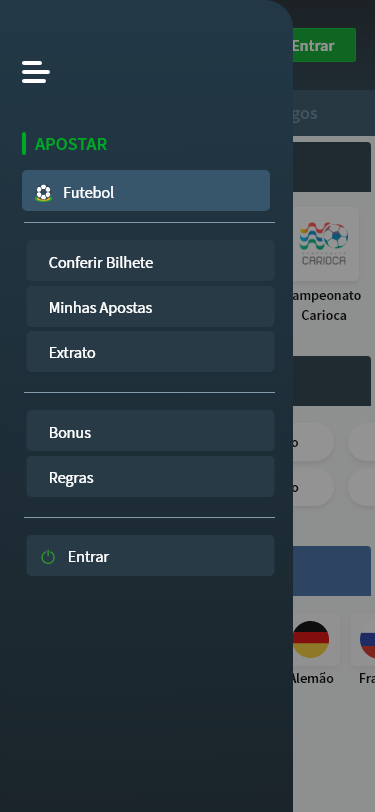 Entrar
gos
APOSTAR
Futebol
CARIOCA
Conferir Bilhete
Minhas Apostas
ampeonato
Carioca
Extrato
Bonus
o
Regras
o
Entrar
Alemão
Fra